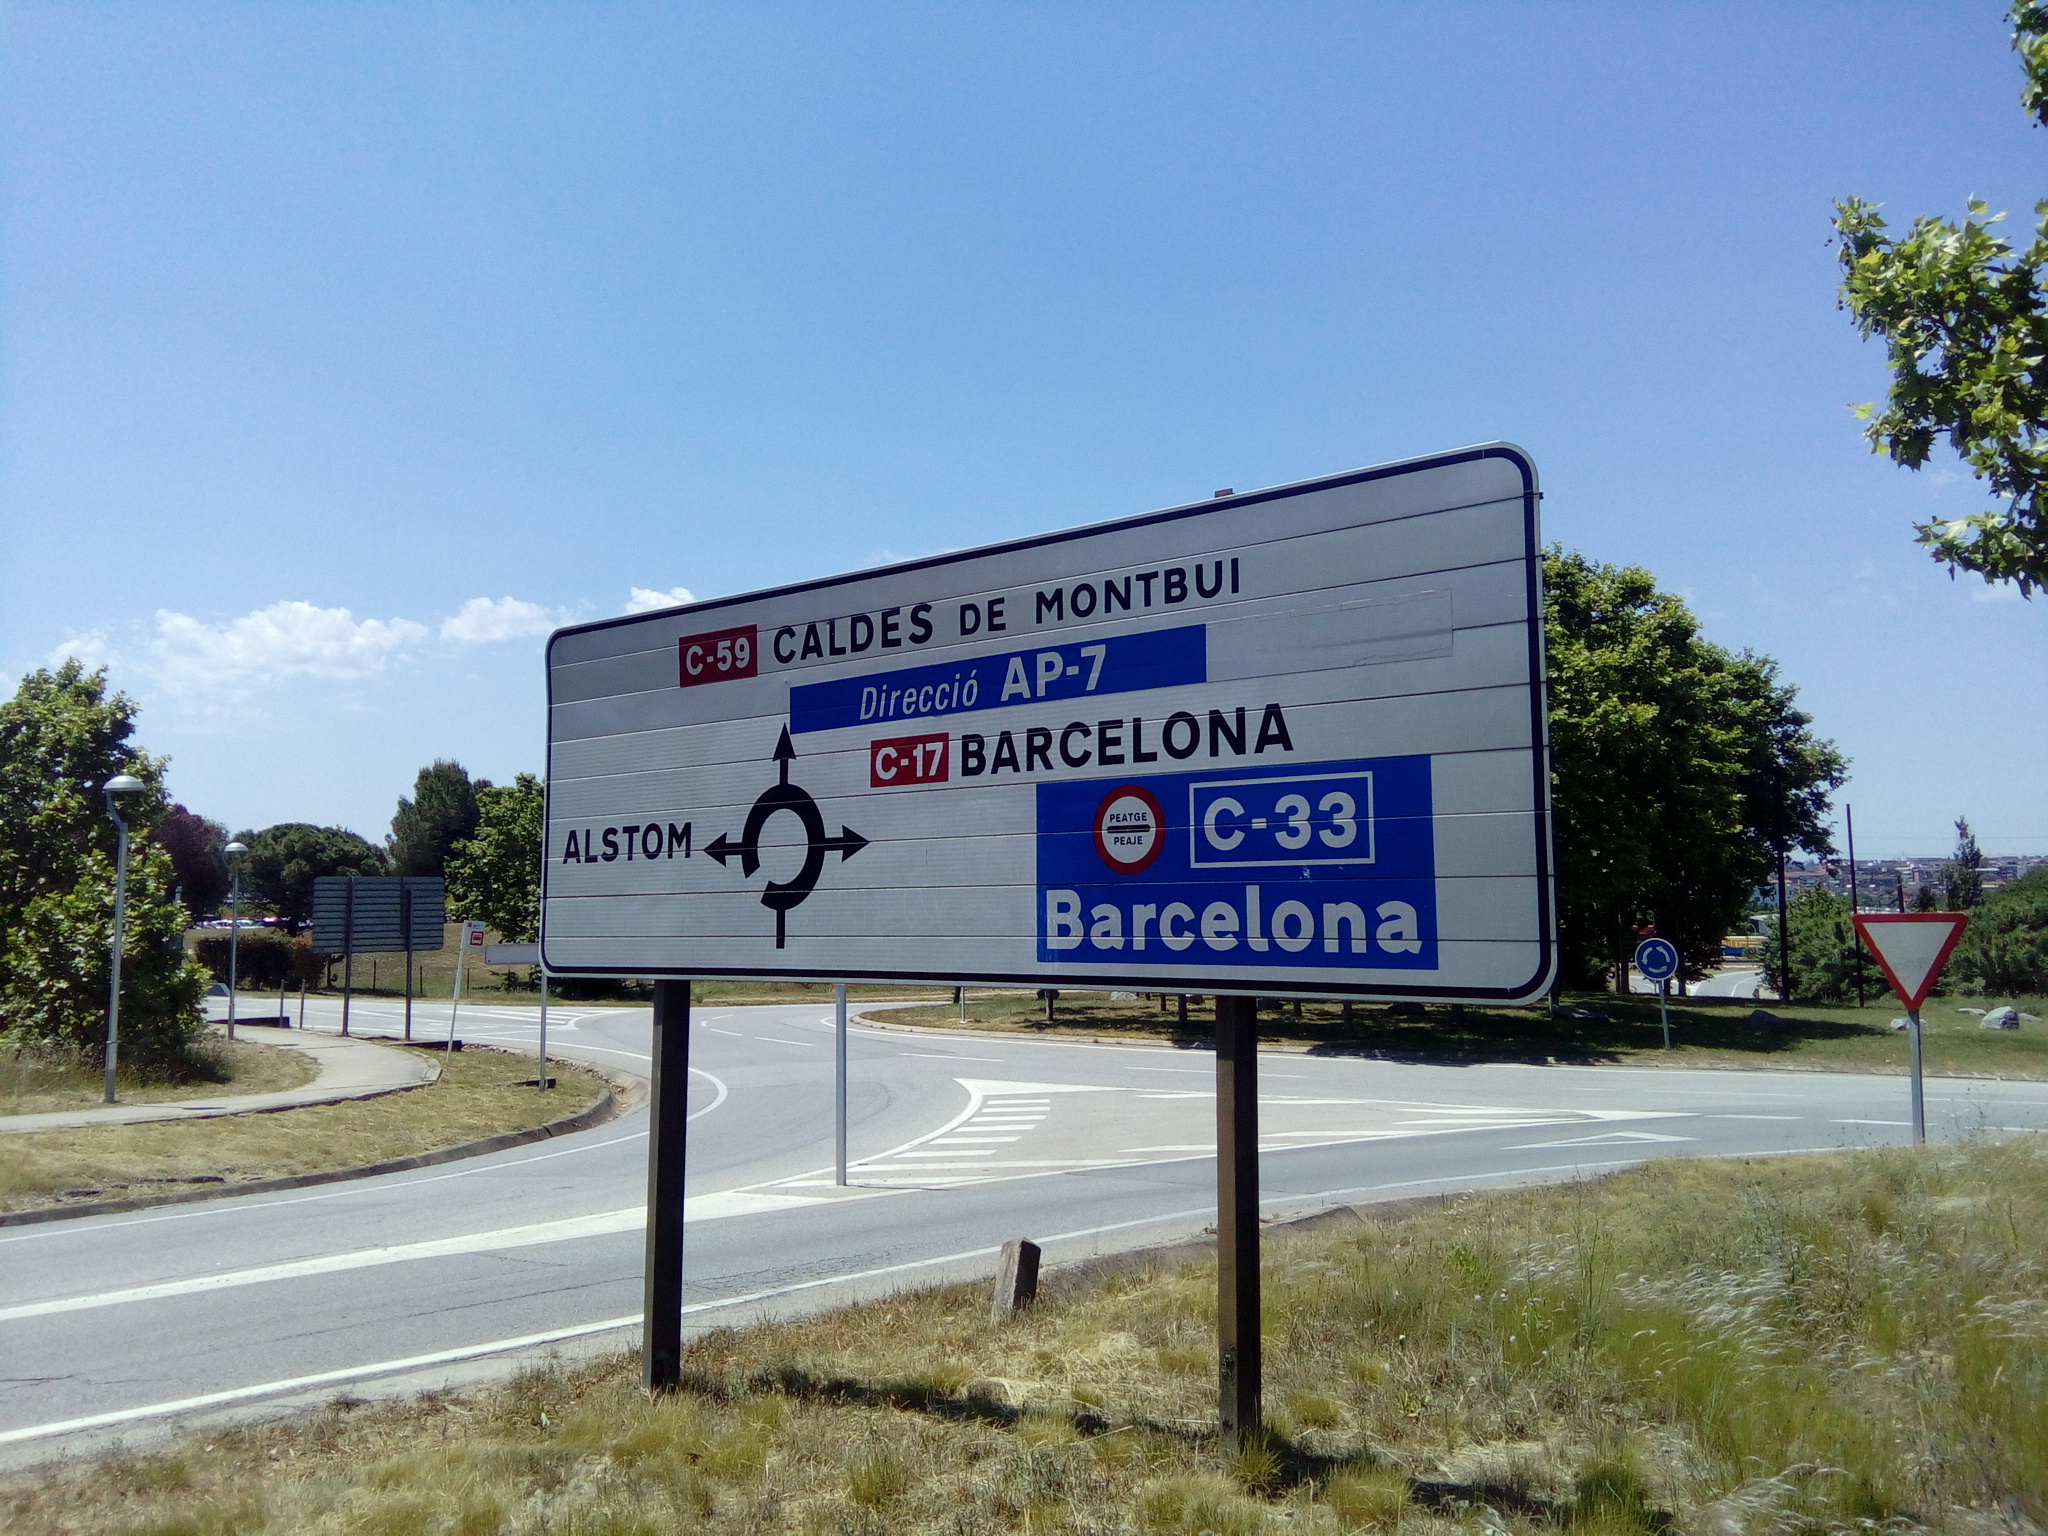 C-59 CALDES DE MONTBUI
Direcció AP-7
C-17 BARCELONA
ALSTOM
PEATGE
PEAJE
C-33
Barcelona